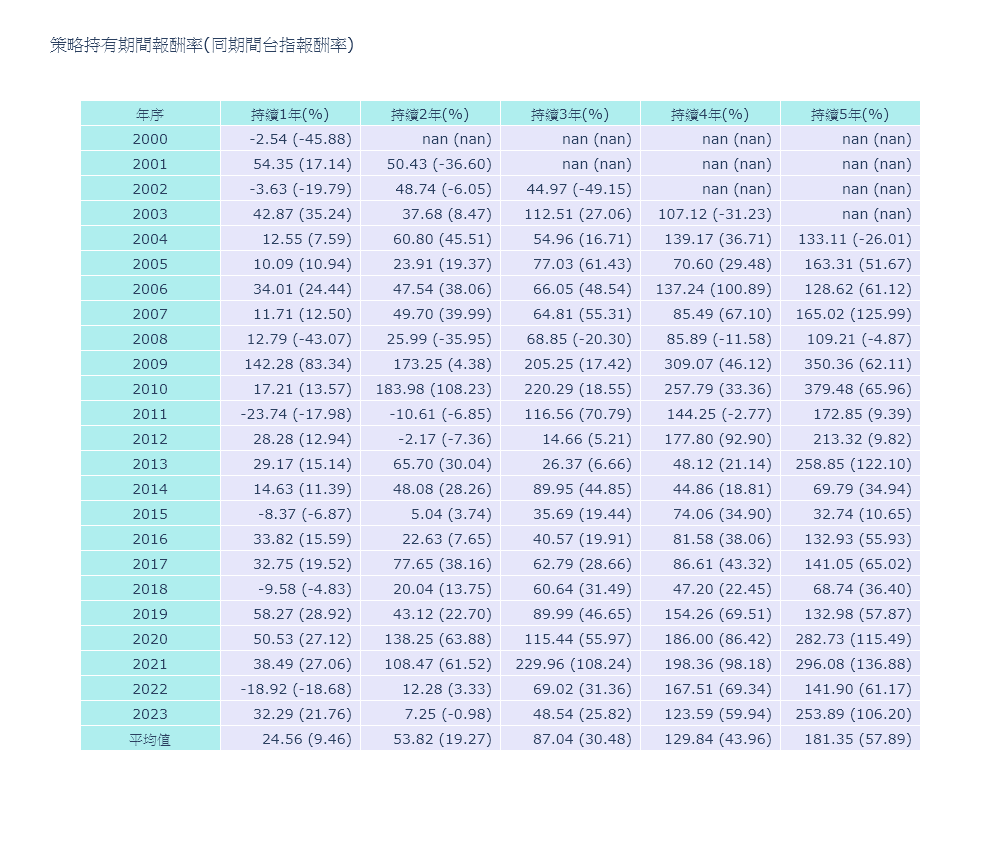 策略持有期間報酬率(同期間台指報酬率)
年序 持續1年(%) 持續2年(%) 持續3年(%) 持續4年(%) 持續5年(%)
2000 -2.54 (-45.88) nan (nan) nan (nan) nan (nan) nan (nan)
2001 54.35 (17.14) 50.43 (-36.60) nan (nan) nan (nan) nan (nan)
2002 -3.63 (-19.79) 48.74 (-6.05) 44.97 (-49.15) nan (nan) nan (nan)
2003 42.87 (35.24) 37.68 (8.47) 112.51 (27.06) 107.12 (-31.23) nan (nan)
2004 12.55 (7.59) 60.80 (45.51) 54.96 (16.71) 139.17 (36.71) 133.11 (-26.01)
2005 10.09 (10.94) 23.91 (19.37) 77.03 (61.43) 70.60 (29.48) 163.31 (51.67)
2006 34.01 (24.44) 47.54 (38.06) 66.05 (48.54) 137.24 (100.89) 128.62 (61.12)
2007 11.71 (12.50) 49.70 (39.99) 64.81 (55.31) 85.49 (67.10) 165.02 (125.99)
2008 12.79 (-43.07) 25.99 (-35.95) 68.85 (-20.30) 85.89 (-11.58) 109.21 (-4.87)
2009 142.28 (83.34) 173.25 (4.38) 205.25 (17.42) 309.07 (46.12) 350.36 (62.11)
2010 17.21 (13.57) 183.98 (108.23) 220.29 (18.55) 257.79 (33.36) 379.48 (65.96)
2011 -23.74 (-17.98) -10.61 (-6.85) 116.56 (70.79) 144.25 (-2.77) 172.85 (9.39)
2012 28.28 (12.94) -2.17 (-7.36) 14.66 (5.21) 177.80 (92.90) 213.32 (9.82)
2013 29.17 (15.14) 65.70 (30.04) 26.37 (6.66) 48.12 (21.14) 258.85 (122.10)
2014 14.63 (11.39) 48.08 (28.26) 89.95 (44.85) 44.86 (18.81) 69.79 (34.94)
2015 -8.37 (-6.87) 5.04 (3.74) 35.69 (19.44) 74.06 (34.90) 32.74 (10.65)
2016 33.82 (15.59) 22.63 (7.65) 40.57 (19.91) 81.58 (38.06) 132.93 (55.93)
2017 32.75 (19.52) 77.65 (38.16) 62.79 (28.66) 86.61 (43.32) 141.05 (65.02)
2018 -9.58 (-4.83) 20.04 (13.75) 60.64 (31.49) 47.20 (22.45) 68.74 (36.40)
2019 58.27 (28.92) 43.12 (22.70) 89.99 (46.65) 154.26 (69.51) 132.98 (57.87)
2020 50.53 (27.12) 138.25 (63.88) 115.44 (55.97) 186.00 (86.42) 282.73 (115.49)
2021 38.49 (27.06) 108.47 (61.52) 229.96 (108.24) 198.36 (98.18) 296.08 (136.88)
2022 -18.92 (-18.68) 12.28 (3.33) 69.02 (31.36) 167.51 (69.34) 141.90 (61.17)
2023 32.29 (21.76) 7.25 (-0.98) 48.54 (25.82) 123.59 (59.94) 253.89 (106.20)
平均值 24.56 (9.46) 53.82 (19.27) 87.04 (30.48) 129.84 (43.96) 181.35 (57.89)